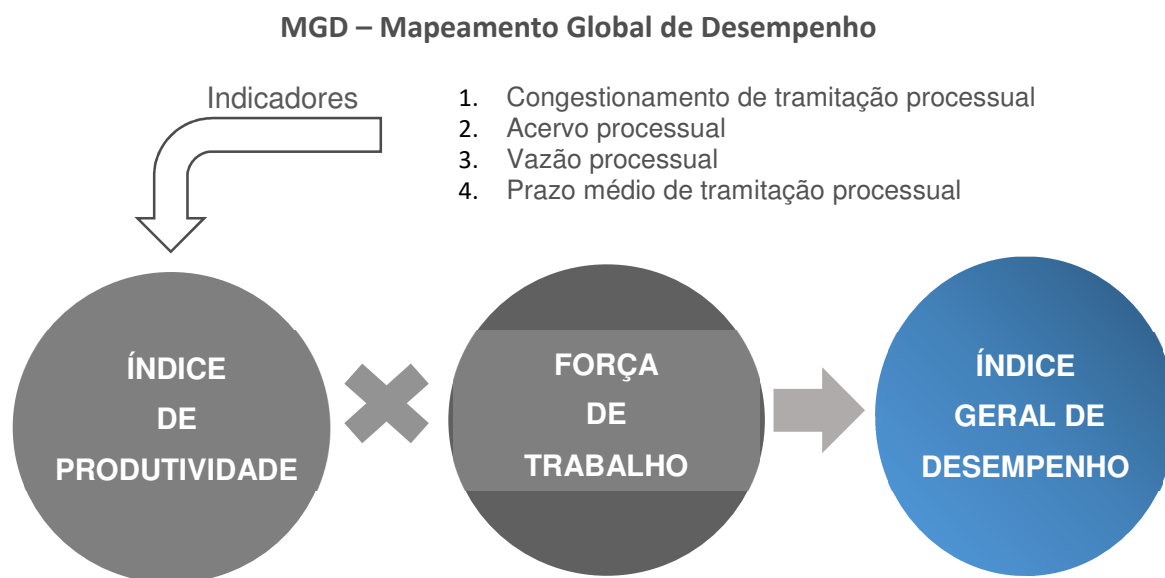 MGD – Mapeamento Global de Desempenho
Indicadores
1. Congestionamento de tramitação processual
2. Acervo processual
3. Vazão processual
4. Prazo médio de tramitação processual
ÍNDICE
DE
PRODUTIVIDADE
FORÇA
DE
TRABALHO
ÍNDICE
GERAL DE
DESEMPENHO